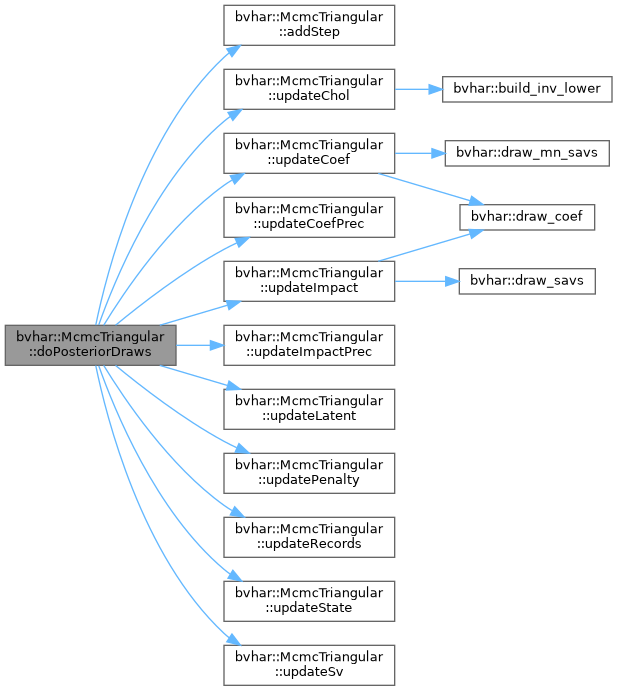 bvhar::McmcTriangular
::addStep
bvhar::McmcTriangular
::updateChol
bvhar::build_inv_lower
bvhar::McmcTriangular
::updateCoef
bvhar::draw_mn_savs
bvhar::McmcTriangular
::updateCoefPrec
bvhar::draw_coef
bvhar::McmcTriangular
::updateImpact
bvhar::draw_savs
bvhar::McmcTriangular
::doPosteriorDraws
bvhar::McmcTriangular
::updateImpactPrec
bvhar::McmcTriangular
::updateLatent
bvhar::McmcTriangular
::updatePenalty
bvhar::McmcTriangular
::updateRecords
bvhar::McmcTriangular
::updateState
bvhar::McmcTriangular
::updateSv